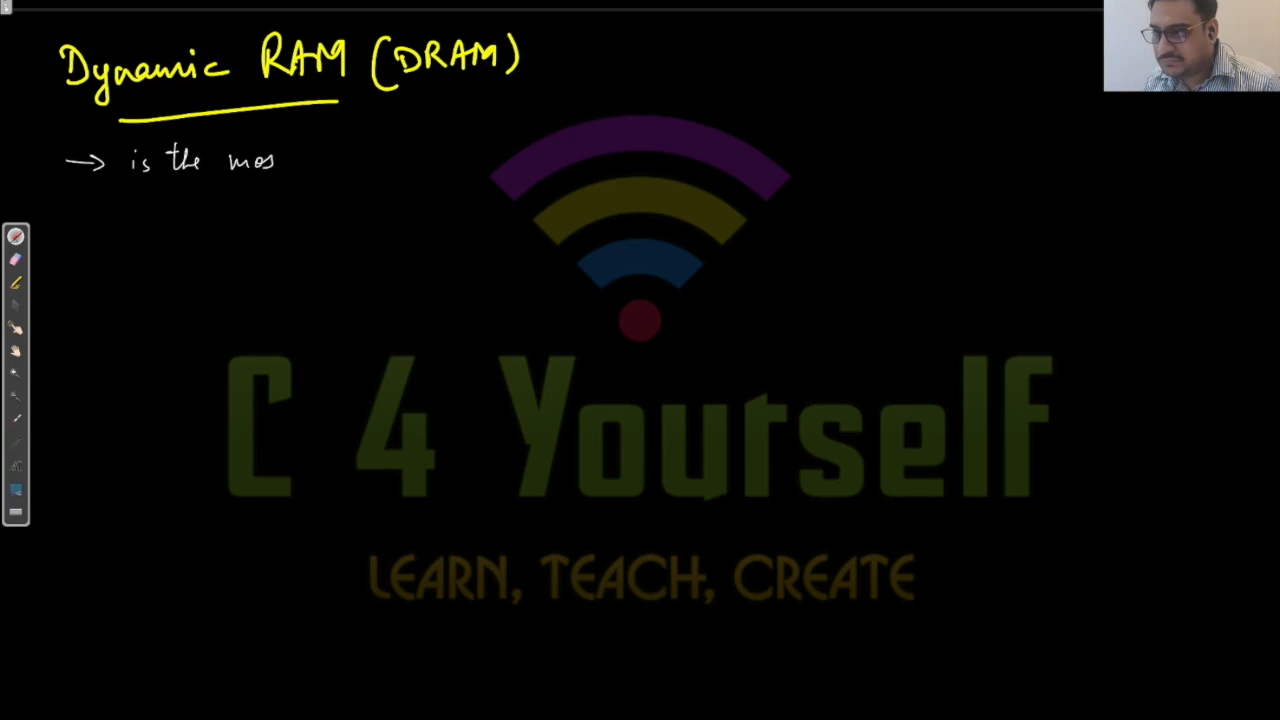 Dynamic RAM (DRAM)
→ is the mos
C 4 Yourself
LEARN, TEACH, CREATE